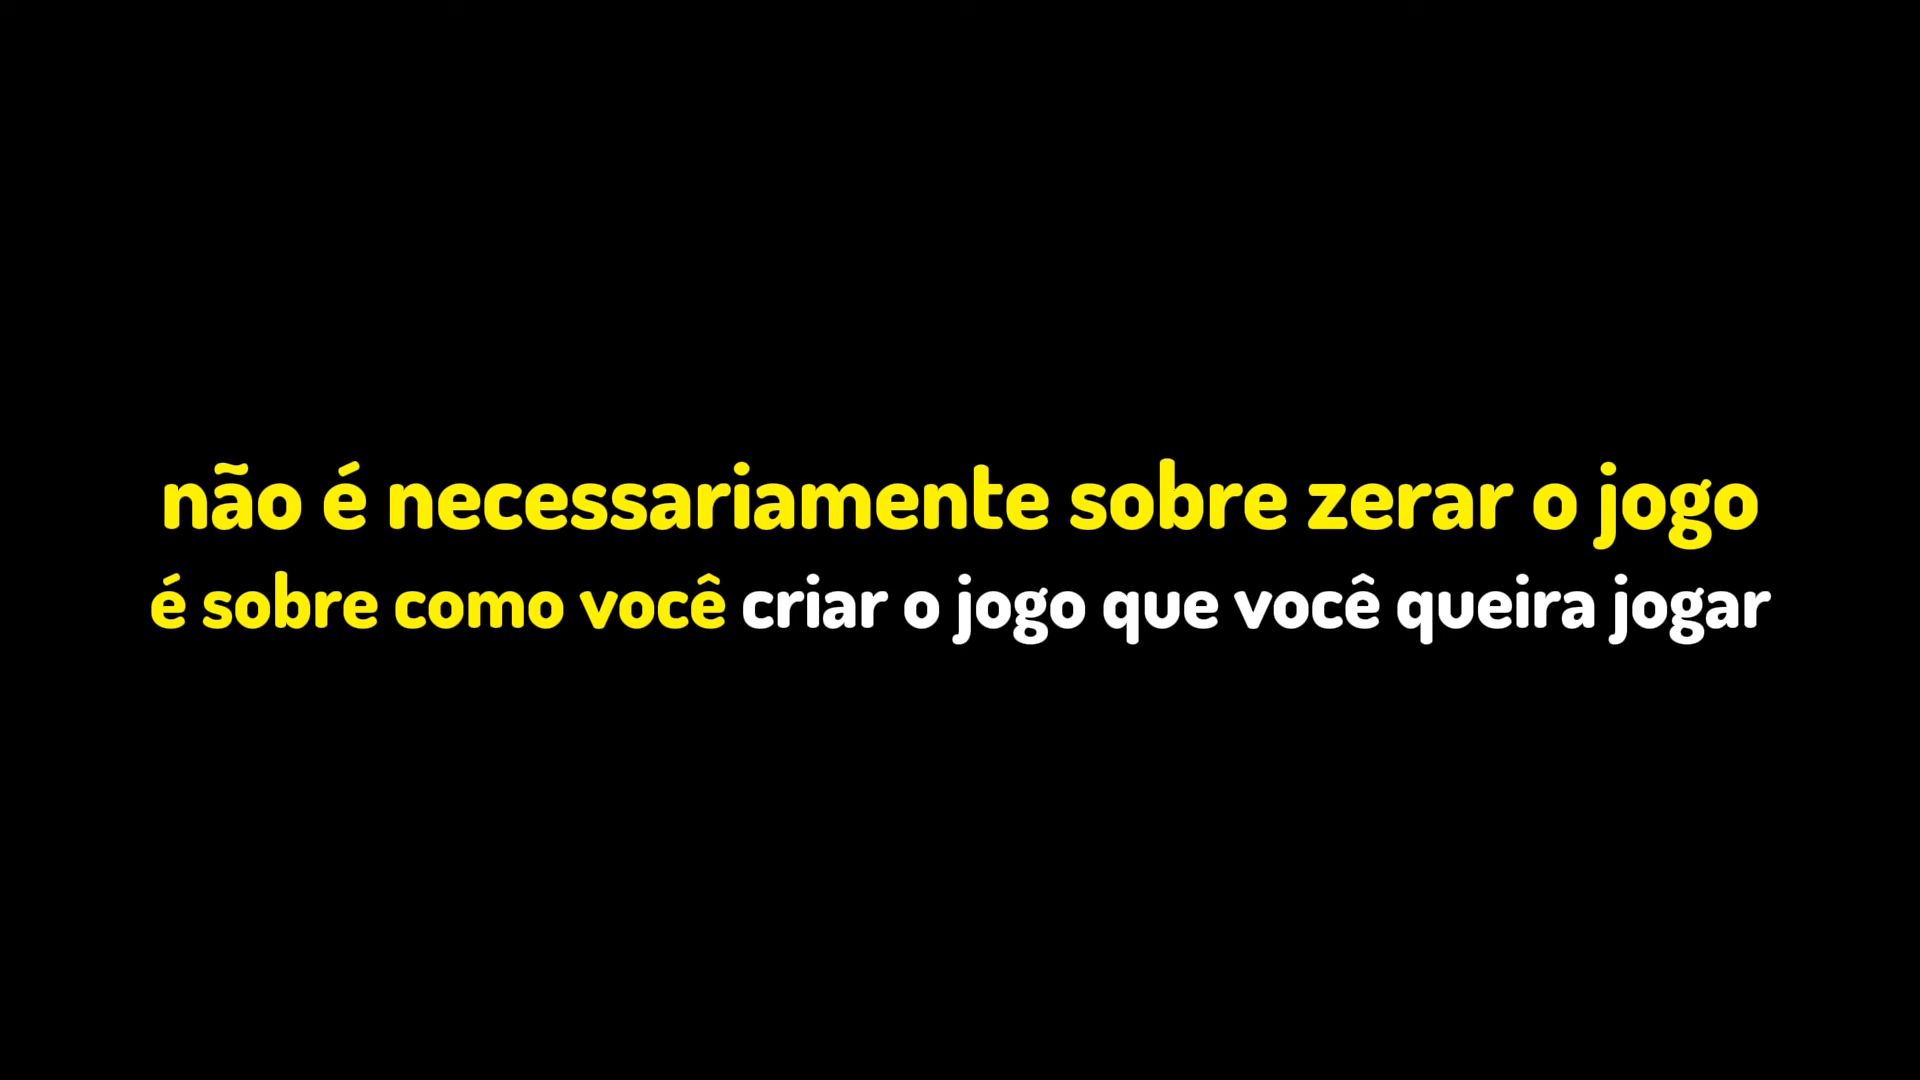 não é necessariamente sobre zerar o jogo
é sobre como você criar o jogo que você queira jogar